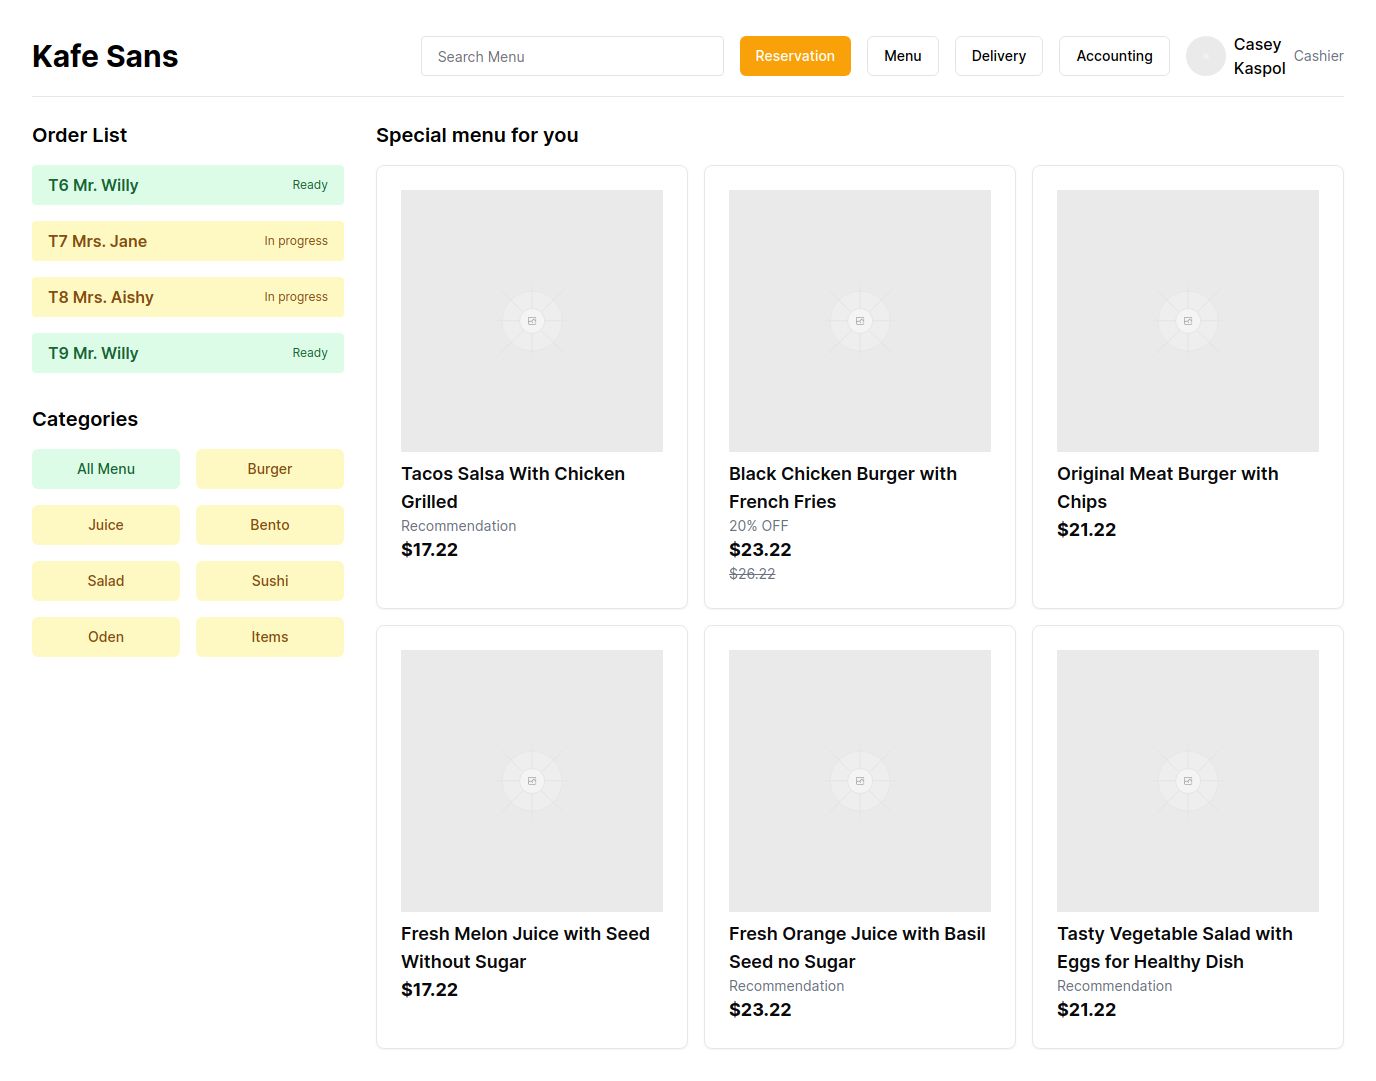 Kafe Sans
Search Menu
Reservation
Menu
Delivery
Accounting
Casey
Kaspol
Cashier
Order List
T6 Mr. Willy
Ready
T7 Mrs. Jane
In progress
T8 Mrs. Aishy
In progress
T9 Mr. Willy
Ready
Categories
All Menu
Burger
Juice
Bento
Salad
Sushi
Oden
Items
Special menu for you
Tacos Salsa With Chicken
Grilled
Recommendation
$17.22
Black Chicken Burger with
French Fries
20% OFF
$23.22
$26.22
Original Meat Burger with
Chips
$21.22
Fresh Melon Juice with Seed
Without Sugar
$17.22
Fresh Orange Juice with Basil
Seed no Sugar
Recommendation
$23.22
Tasty Vegetable Salad with
Eggs for Healthy Dish
Recommendation
$21.22